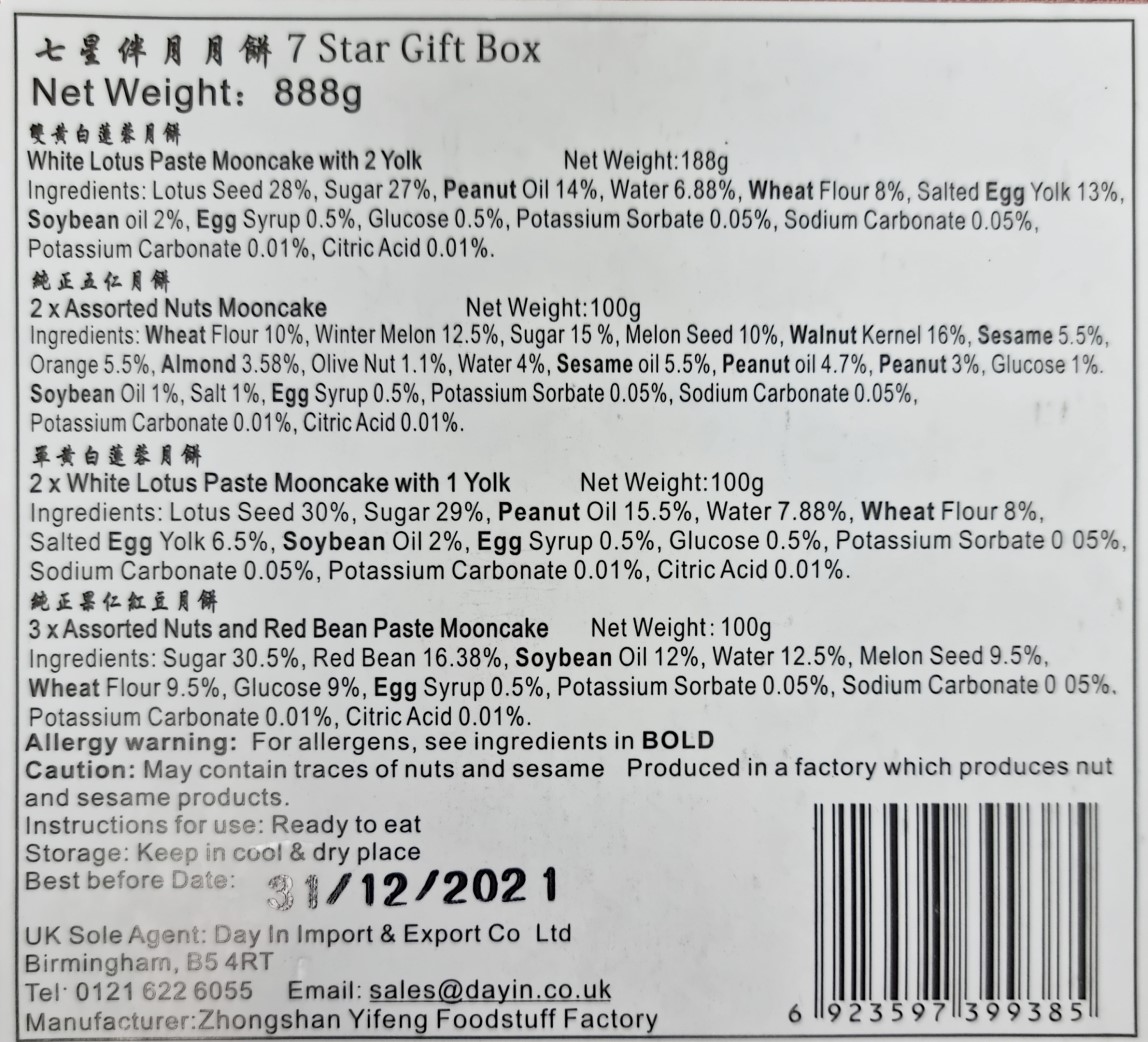 七星伴月月餅 7 Star Gift Box
Net Weight: 888g
雙黃白蓮蓉月餅
White Lotus Paste Mooncake with 2 Yolk Net Weight:188g
Ingredients: Lotus Seed 28%, Sugar 27%, Peanut Oil 14%, Water 6.88%, Wheat Flour 8%, Salted Egg Yolk 13%,
Soybean oil 2%, Egg Syrup 0.5%, Glucose 0.5%, Potassium Sorbate 0.05%, Sodium Carbonate 0.05%,
Potassium Carbonate 0.01%, Citric Acid 0.01%.
純正五仁月餅
2 x Assorted Nuts Mooncake Net Weight:100g
Ingredients: Wheat Flour 10%, Winter Melon 12.5%, Sugar 15 %, Melon Seed 10%, Walnut Kernel 16%, Sesame 5.5%,
Orange 5.5%, Almond 3.58%, Olive Nut 1.1%, Water 4%, Sesame oil 5.5%, Peanut oil 4.7%, Peanut 3%, Glucose 1%.
Soybean Oil 1%, Salt 1%, Egg Syrup 0.5%, Potassium Sorbate 0.05%, Sodium Carbonate 0.05%,
Potassium Carbonate 0.01%, Citric Acid 0.01%.
單黃白蓮蓉月餅
2 x White Lotus Paste Mooncake with 1 Yolk Net Weight:100g
Ingredients: Lotus Seed 30%, Sugar 29%, Peanut Oil 15.5%, Water 7.88%, Wheat Flour 8%,
Salted Egg Yolk 6.5%, Soybean Oil 2%, Egg Syrup 0.5%, Glucose 0.5%, Potassium Sorbate 0 05%,
Sodium Carbonate 0.05%, Potassium Carbonate 0.01%, Citric Acid 0.01%.
純正果仁紅豆月餅
3 x Assorted Nuts and Red Bean Paste Mooncake Net Weight: 100g
Ingredients: Sugar 30.5%, Red Bean 16.38%, Soybean Oil 12%, Water 12.5%, Melon Seed 9.5%,
Wheat Flour 9.5%, Glucose 9%, Egg Syrup 0.5%, Potassium Sorbate 0.05%, Sodium Carbonate 0 05%.
Potassium Carbonate 0.01%, Citric Acid 0.01%.
Allergy warning: For allergens, see ingredients in BOLD
Caution: May contain traces of nuts and sesame Produced in a factory which produces nut
and sesame products.
Instructions for use: Ready to eat
Storage: Keep in cool & dry place
Best before Date: 31/12/2021
UK Sole Agent: Day In Import & Export Co Ltd
Birmingham, B5 4RT
Tel· 0121 622 6055 Email: sales@dayin.co.uk
Manufacturer:Zhongshan Yifeng Foodstuff Factory
6 923597 399385